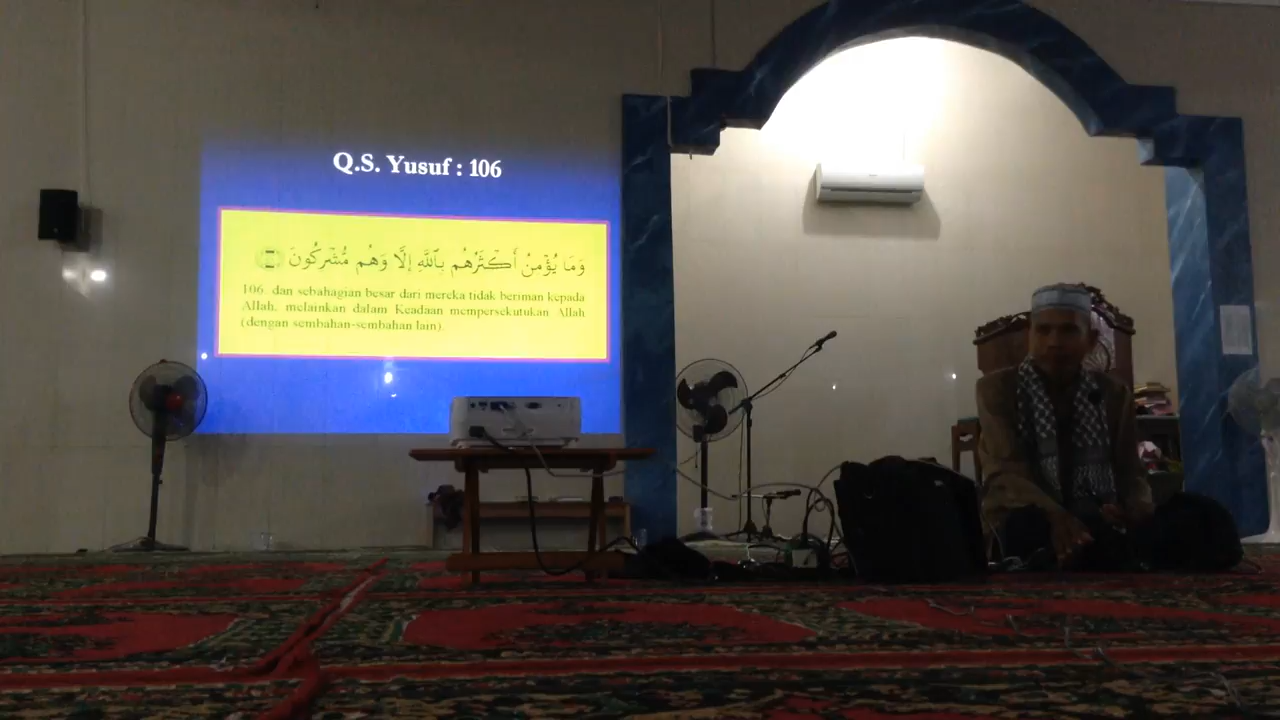 Q.S. Yusuf : 106
وَمَا يُؤْمِنُ أَكْثَرُهُم بِٱللَّهِ إِلَّا وَهُم مُّشْرِكُونَ
106. dan sebahagian besar dari mereka tidak beriman kepada
Allah, melainkan dalam Keadaan mempersekutukan Allah
(dengan sembahan-sembahan lain).